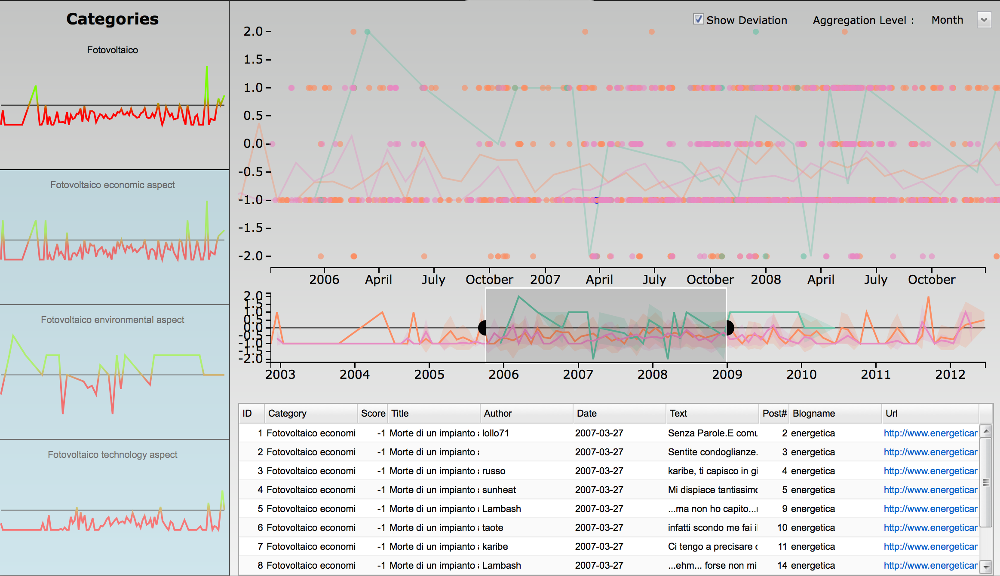 Categories
Fotovoltaico
Fotovoltaico economic aspect
Fotovoltaico environmental aspect
Fotovoltaico technology aspect
Show Deviation Aggregation Level : Month
2.0
1.5
1.0
0.5
0.0
-0.5
-1.0
-1.5
-2.0
2006 April July October 2007 April July October 2008 April July October
2.0
1.5
1.0
0.5
0.0
-0.5
-1.0
-1.5
-2.0
2003 2004 2005 2006 2007 2008 2009 2010 2011 2012
ID Category Score Title Author Date Text Post# Blogname Url
1 Fotovoltaico economi -1 Morte di un impianto lollo71 2007-03-27 Senza Parole.E comu 2 energetica http://www.energeticar
2 Fotovoltaico economi -1 Morte di un impianto 2007-03-27 Sentite condoglianze. 3 energetica http://www.energeticar
3 Fotovoltaico economi -1 Morte di un impianto russo 2007-03-27 karibe, ti capisco in gi 4 energetica http://www.energeticar
4 Fotovoltaico economi -1 Morte di un impianto sunheat 2007-03-27 Mi dispiace tantissimo 5 energetica http://www.energeticar
5 Fotovoltaico economi -1 Morte di un impianto Lambash 2007-03-27 ...ma non ho capito... 9 energetica http://www.energeticar
6 Fotovoltaico economi -1 Morte di un impianto taote 2007-03-27 infatti scondo me fai 10 energetica http://www.energeticar
7 Fotovoltaico economi -1 Morte di un impianto karibe 2007-03-27 Ci tengo a precisare 11 energetica http://www.energeticar
8 Fotovoltaico economi -1 Morte di un impianto Lambash 2007-03-27 ...ehm... forse non mi 14 energetica http://www.energeticar